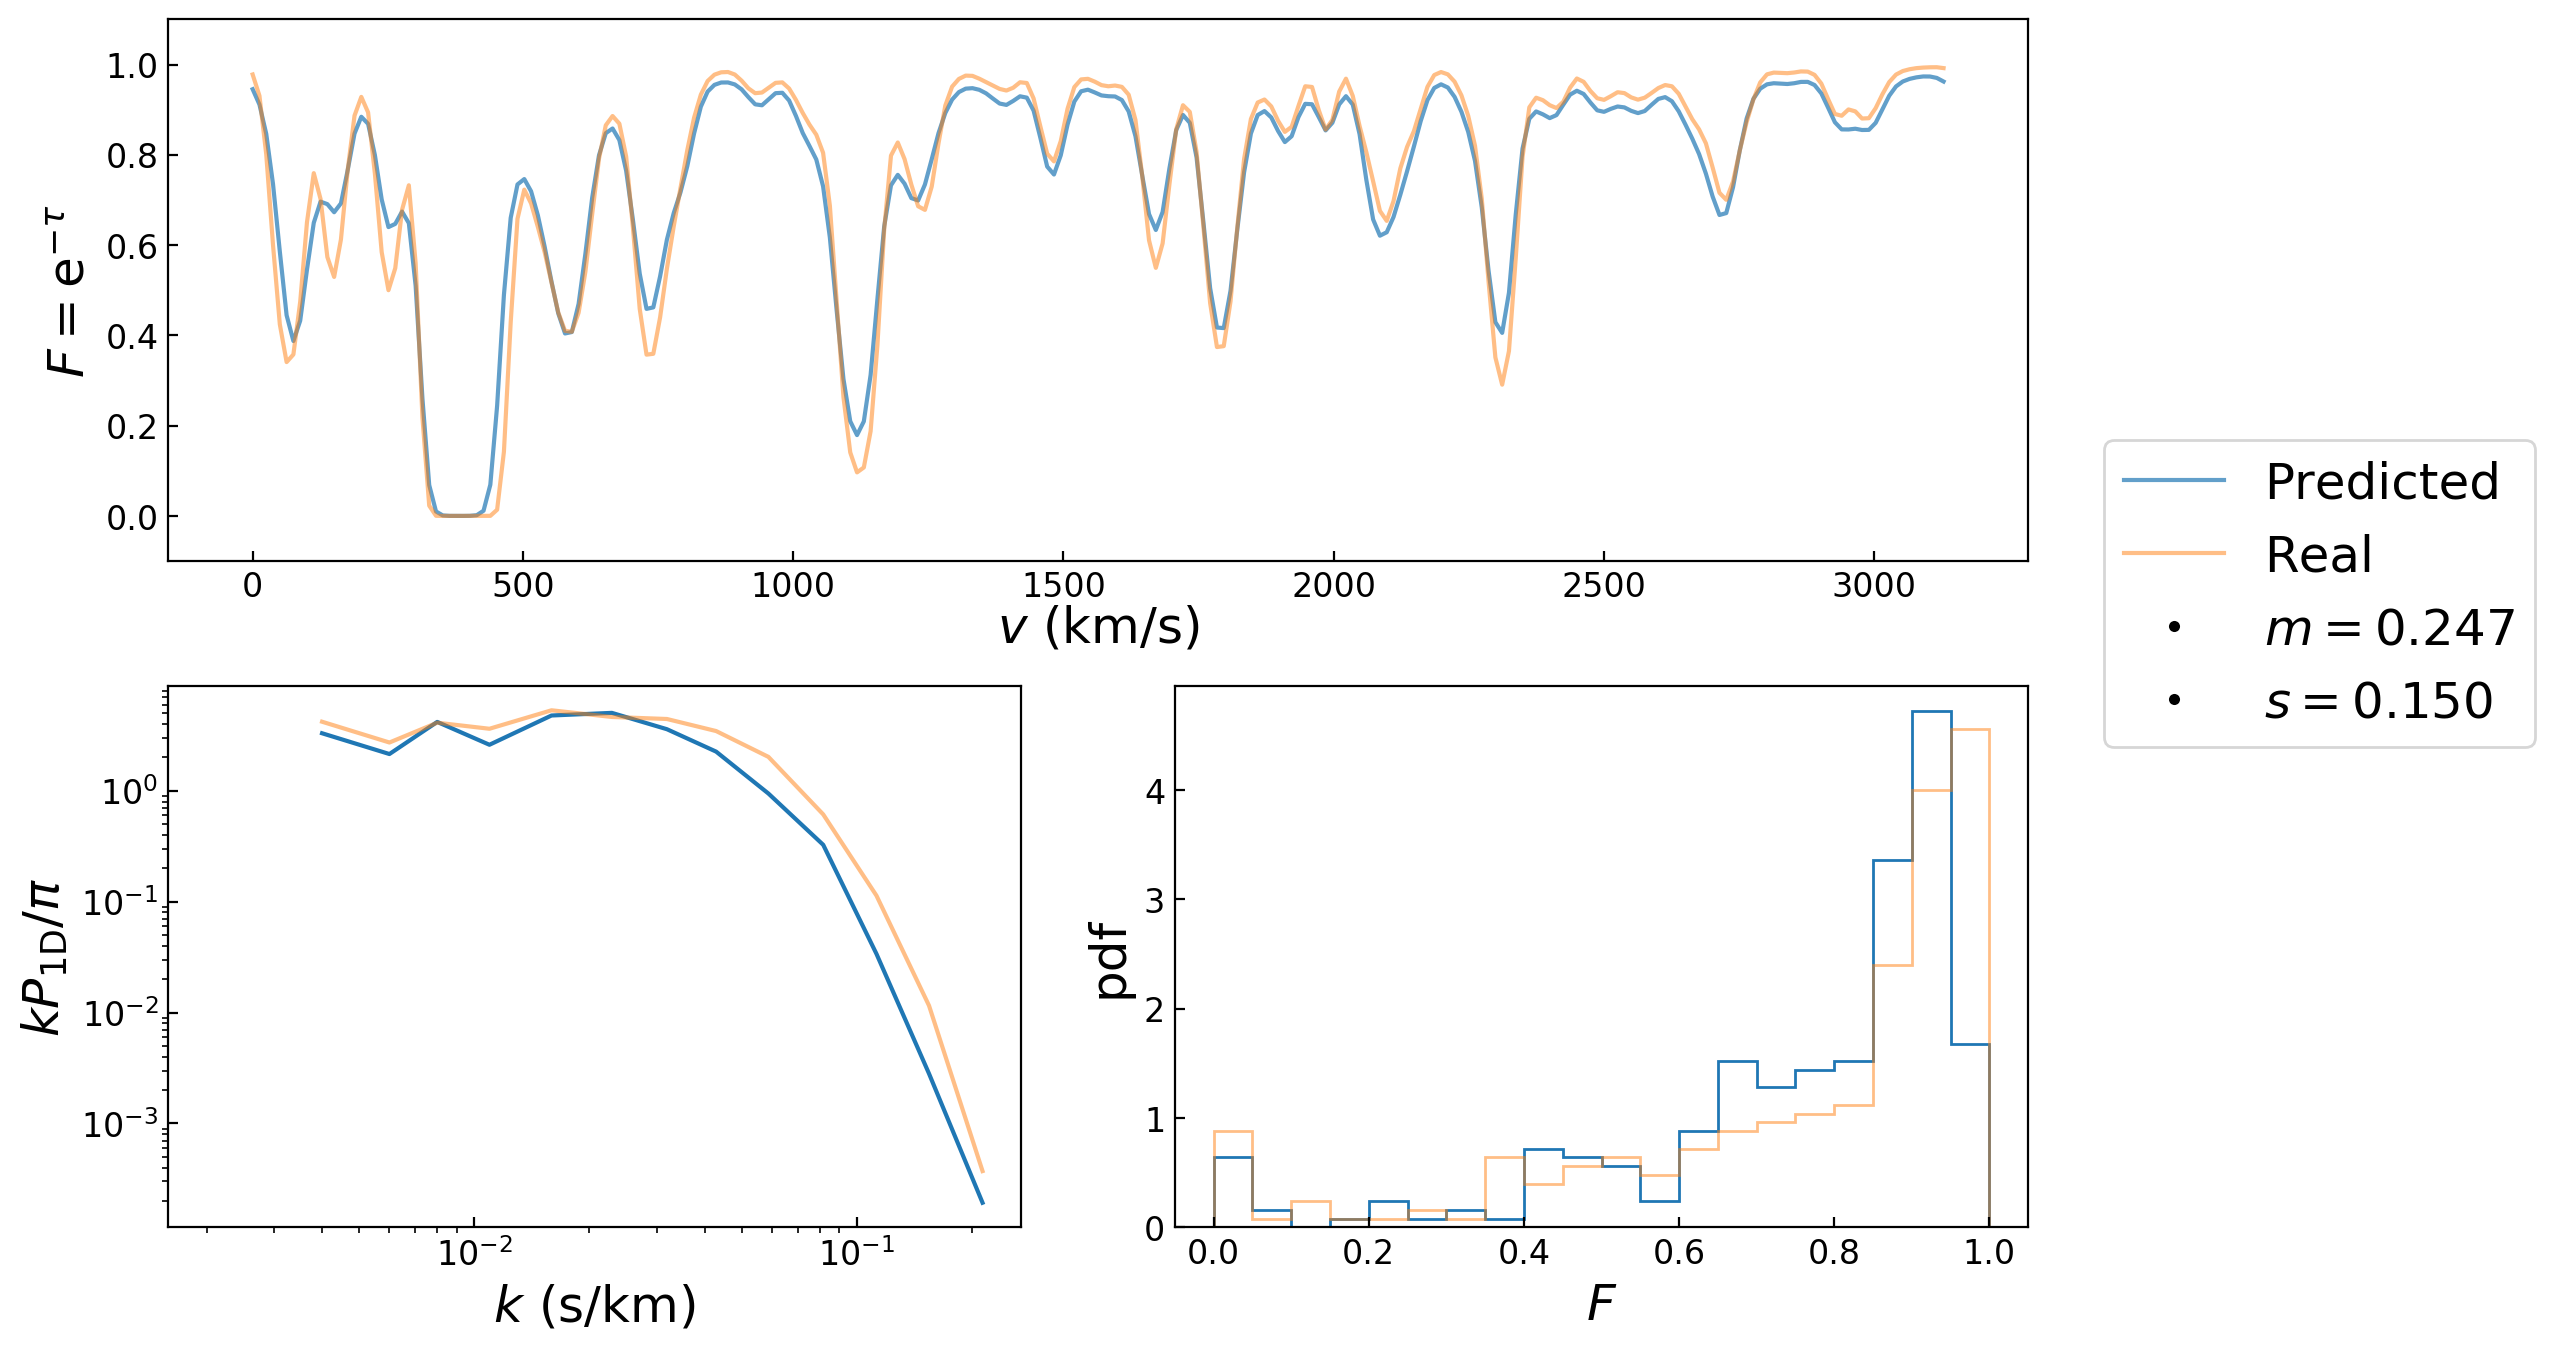 1.0
0.8
0.6
0.4
0.2
0.0
F = e^{−τ}
0 500 1000 1500 2000 2500 3000
v (km/s)
Predicted
Real
m = 0.247
s = 0.150
10^0
10^{−1}
10^{−2}
10^{−3}
kP_{1D}/π
10^{−2} 10^{−1}
k (s/km)
4
3
2
1
0
pdf
0.0 0.2 0.4 0.6 0.8 1.0
F